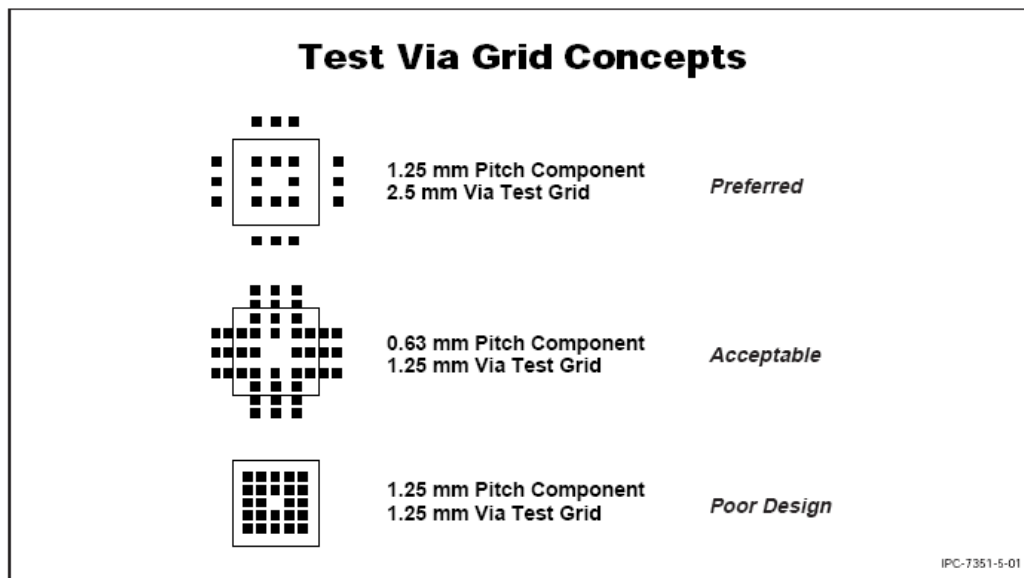 Test Via Grid Concepts
1.25 mm Pitch Component
2.5 mm Via Test Grid
Preferred
0.63 mm Pitch Component
1.25 mm Via Test Grid
Acceptable
1.25 mm Pitch Component
1.25 mm Via Test Grid
Poor Design
IPC-7351-5-01